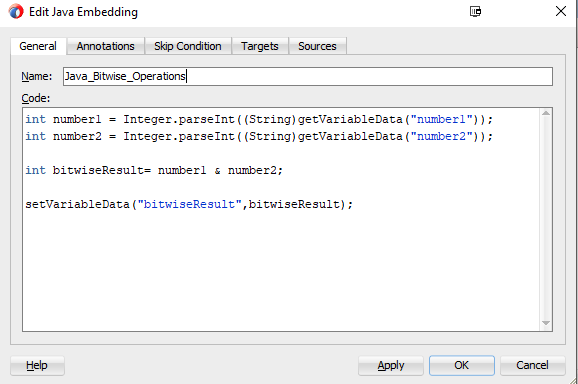 Edit Java Embedding
General Annotations Skip Condition Targets Sources
Name: Java_Bitwise_Operations
Code:
int number1 = Integer.parseInt((String)getVariableData("number1"));
int number2 = Integer.parseInt((String)getVariableData("number2"));
int bitwiseResult= number1 & number2;
setVariableData("bitwiseResult",bitwiseResult);
Help Apply OK Cancel